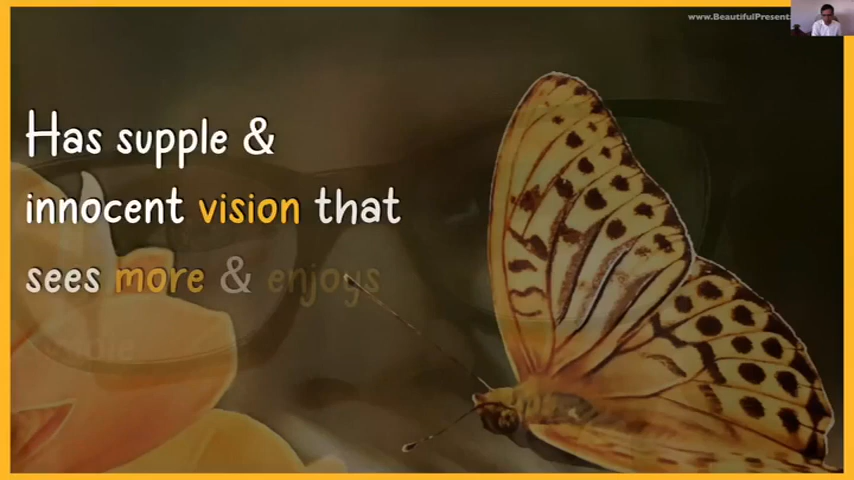 www.BeautifulPresent
Has supple &
innocent vision that
sees more & enjoys